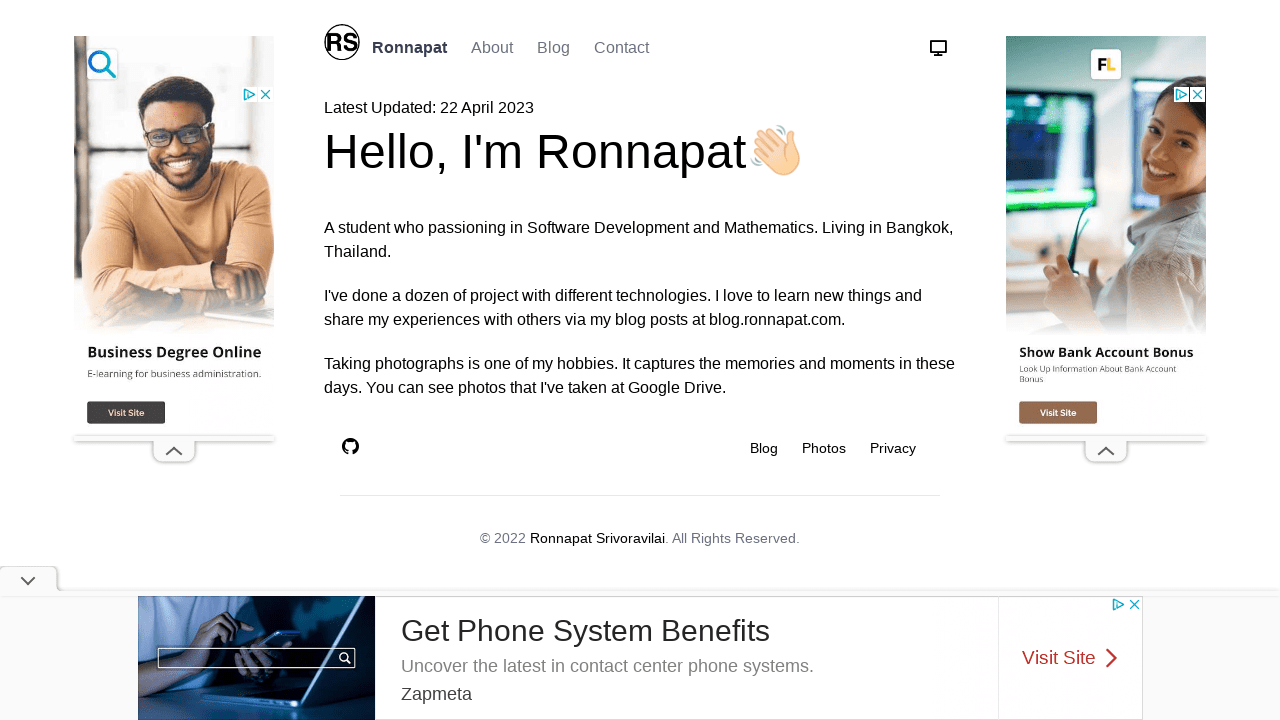 RS
Ronnapat About Blog Contact
Latest Updated: 22 April 2023
Hello, I'm Ronnapat👋🏻
A student who passioning in Software Development and Mathematics. Living in Bangkok,
Thailand.
I've done a dozen of project with different technologies. I love to learn new things and
share my experiences with others via my blog posts at blog.ronnapat.com.
Taking photographs is one of my hobbies. It captures the memories and moments in these
days. You can see photos that I've taken at Google Drive.
Blog Photos Privacy
© 2022 Ronnapat Srivoravilai. All Rights Reserved.
Business Degree Online
E-learning for business administration.
Visit Site
FL
Show Bank Account Bonus
Look Up Information About Bank Account
Bonus
Visit Site
Get Phone System Benefits
Uncover the latest in contact center phone systems.
Zapmeta
Visit Site